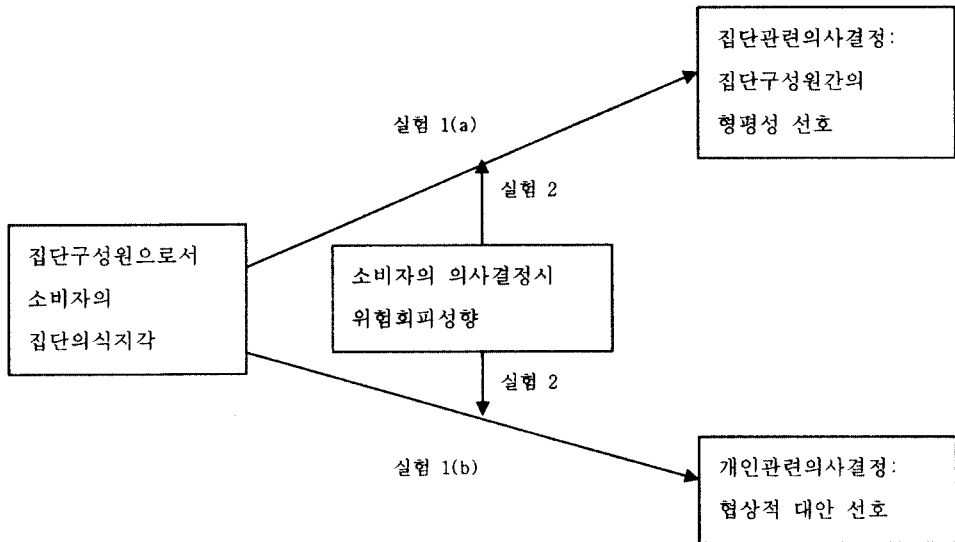 집단관련의사결정:
집단구성원간의
형평성 선호
실험 1(a)
실험 2
집단구성원으로서
소비자의
집단의식지각
소비자의 의사결정시
위험회피성향
실험 2
실험 1(b)
개인관련의사결정:
협상적 대안 선호